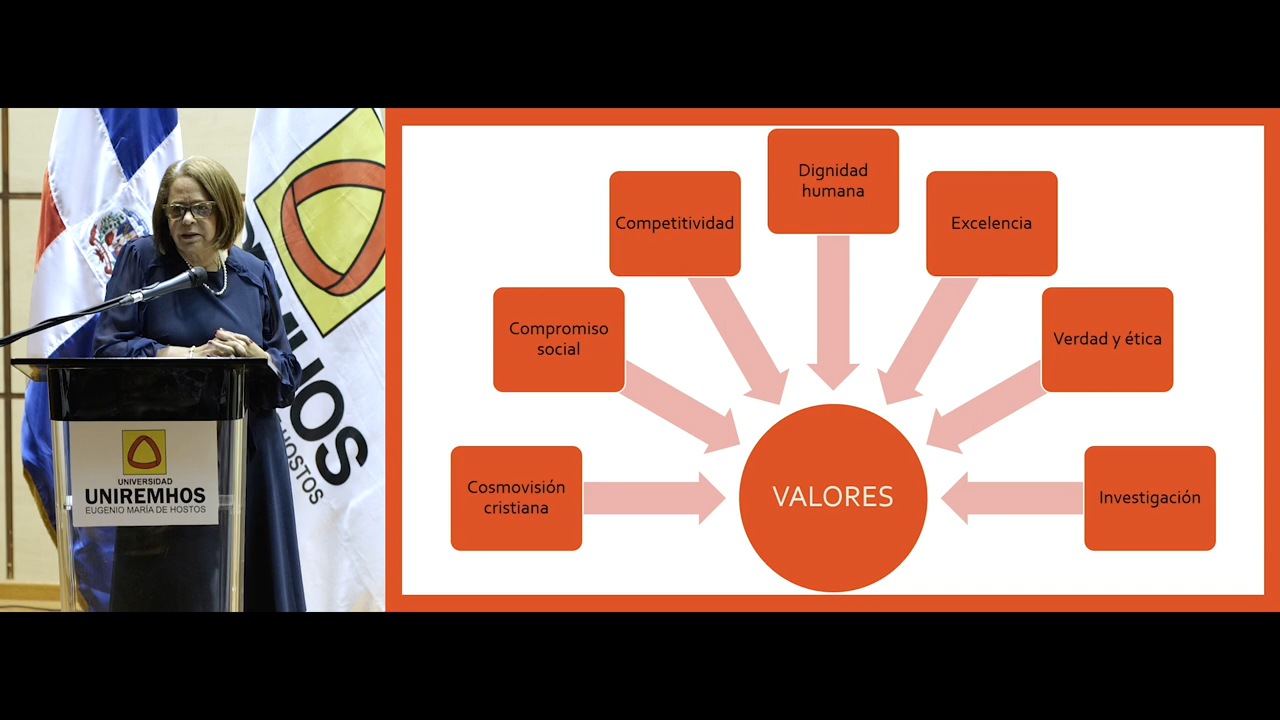 UNIVERSIDAD
UNIREMHOS
EUGENIO MARÍA DE HOSTOS
Dignidad
humana
Competitividad
Excelencia
Compromiso
social
Verdad y ética
Cosmovisión
cristiana
VALORES
Investigación